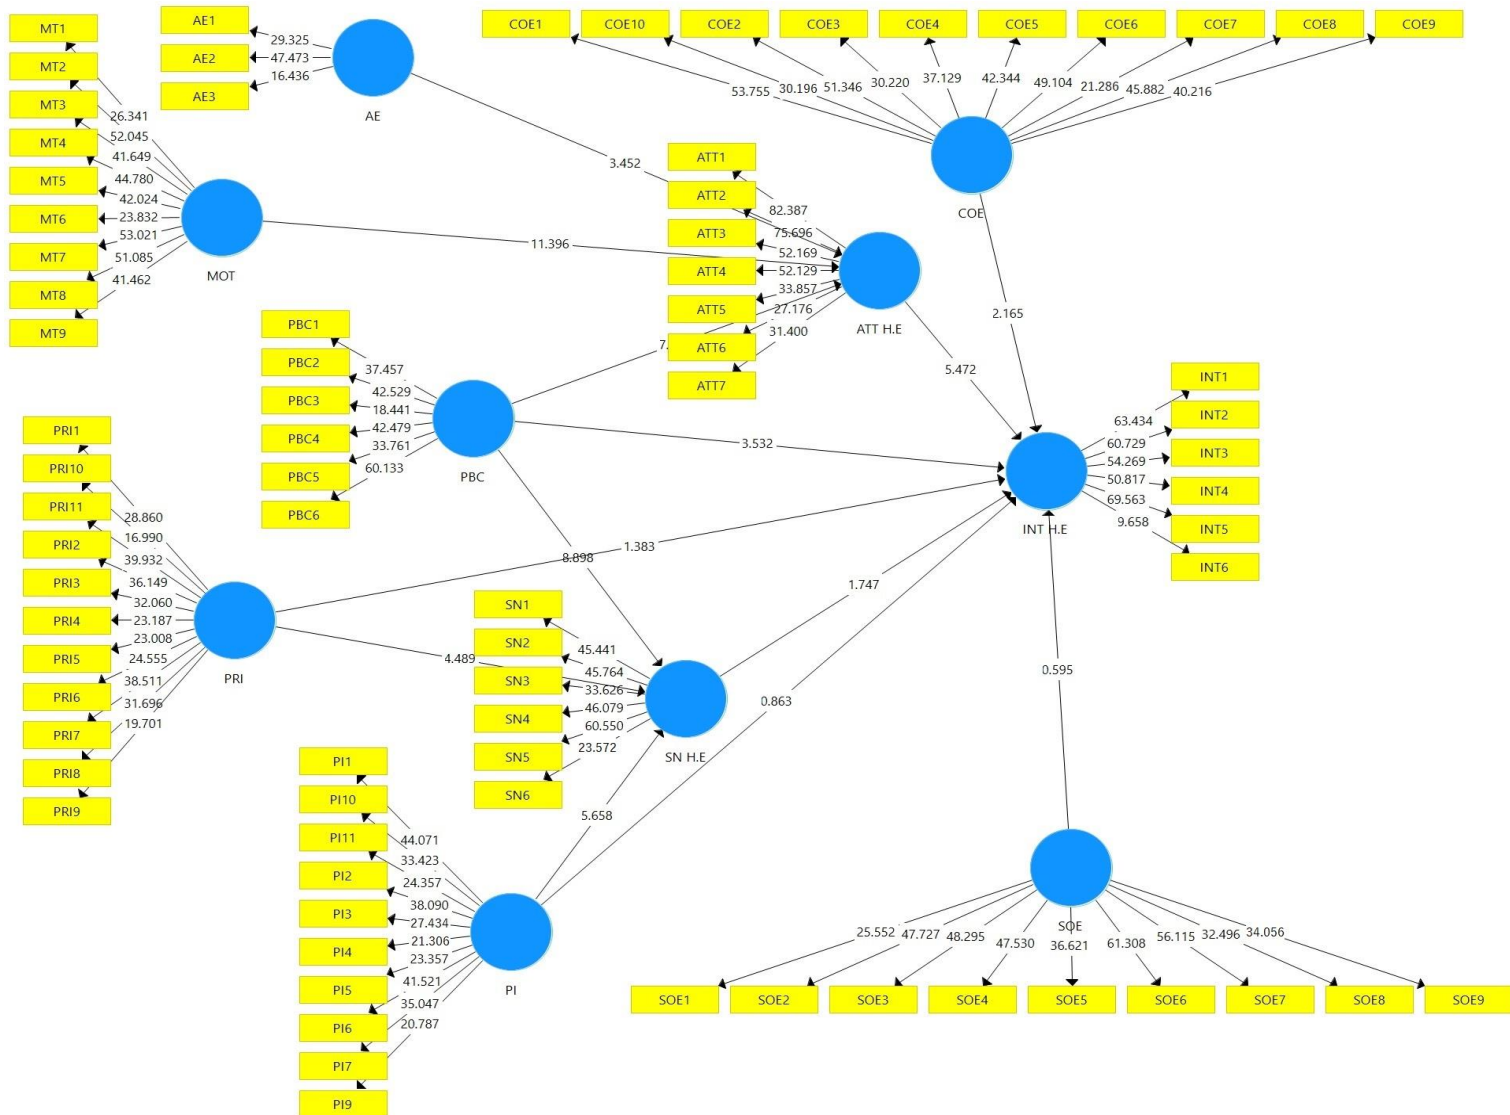 MT1
MT2
MT3
MT4
MT5
MT6
MT7
MT8
MT9
26.341
52.045
41.649
44.780
42.024
23.832
53.021
51.085
41.462
MOT
AE1
AE2
AE3
29.325
47.473
16.436
AE
COE1
COE10
COE2
COE3
COE4
COE5
COE6
COE7
COE8
COE9
53.755
30.196
51.346
30.220
37.129
42.344
49.104
21.286
45.882
40.216
COE
3.452
11.396
7.
ATT1
ATT2
ATT3
ATT4
ATT5
ATT6
ATT7
82.387
75.696
52.169
52.129
33.857
27.176
31.400
ATT H.E
2.165
5.472
PBC1
PBC2
PBC3
PBC4
PBC5
PBC6
37.457
42.529
18.441
42.479
33.761
60.133
PBC
3.532
INT1
INT2
INT3
INT4
INT5
INT6
63.434
60.729
54.269
50.817
69.563
9.658
INT H.E
PRI1
PRI10
PRI11
PRI2
PRI3
PRI4
PRI5
PRI6
PRI7
PRI8
PRI9
28.860
16.990
39.932
36.149
32.060
23.187
23.008
24.555
38.511
31.696
19.701
PRI
8.898
1.383
4.489
1.747
0.863
0.595
SN1
SN2
SN3
SN4
SN5
SN6
45.441
45.764
33.626
46.079
60.550
23.572
SN H.E
5.658
PI1
PI10
PI11
PI2
PI3
PI4
PI5
PI6
PI7
PI9
44.071
33.423
24.357
38.090
27.434
21.306
23.357
41.521
35.047
20.787
PI
SOE
25.552
47.727
48.295
47.530
36.621
61.308
56.115
32.496
34.056
SOE1
SOE2
SOE3
SOE4
SOE5
SOE6
SOE7
SOE8
SOE9